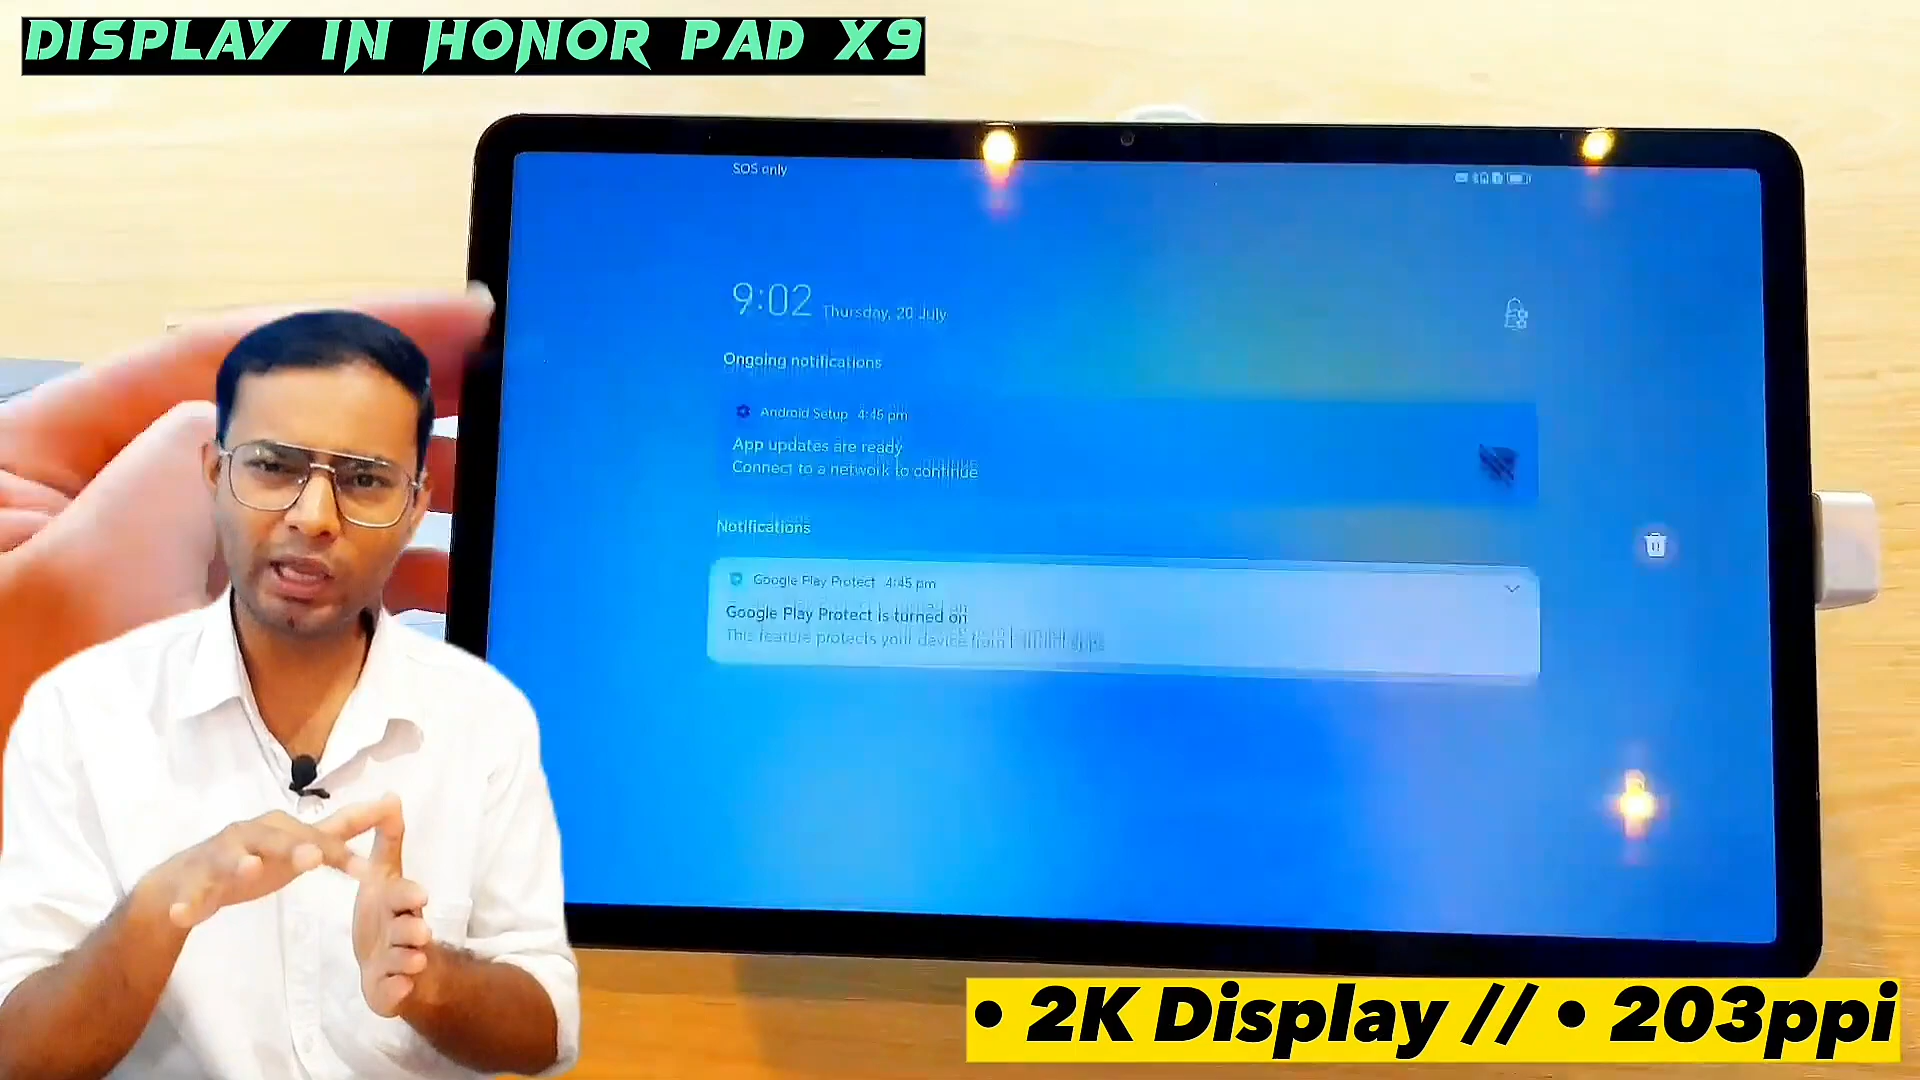 DISPLAY IN HONOR PAD X9
SOS only
9:02 Thursday, 20 July
Ongoing notifications
Android Setup 4:45 pm
App updates are ready
Connect to a network to continue
Notifications
Google Play Protect 4:45 pm
Google Play Protect is turned on
This feature protects your device from harmful apps
• 2K Display // • 203ppi